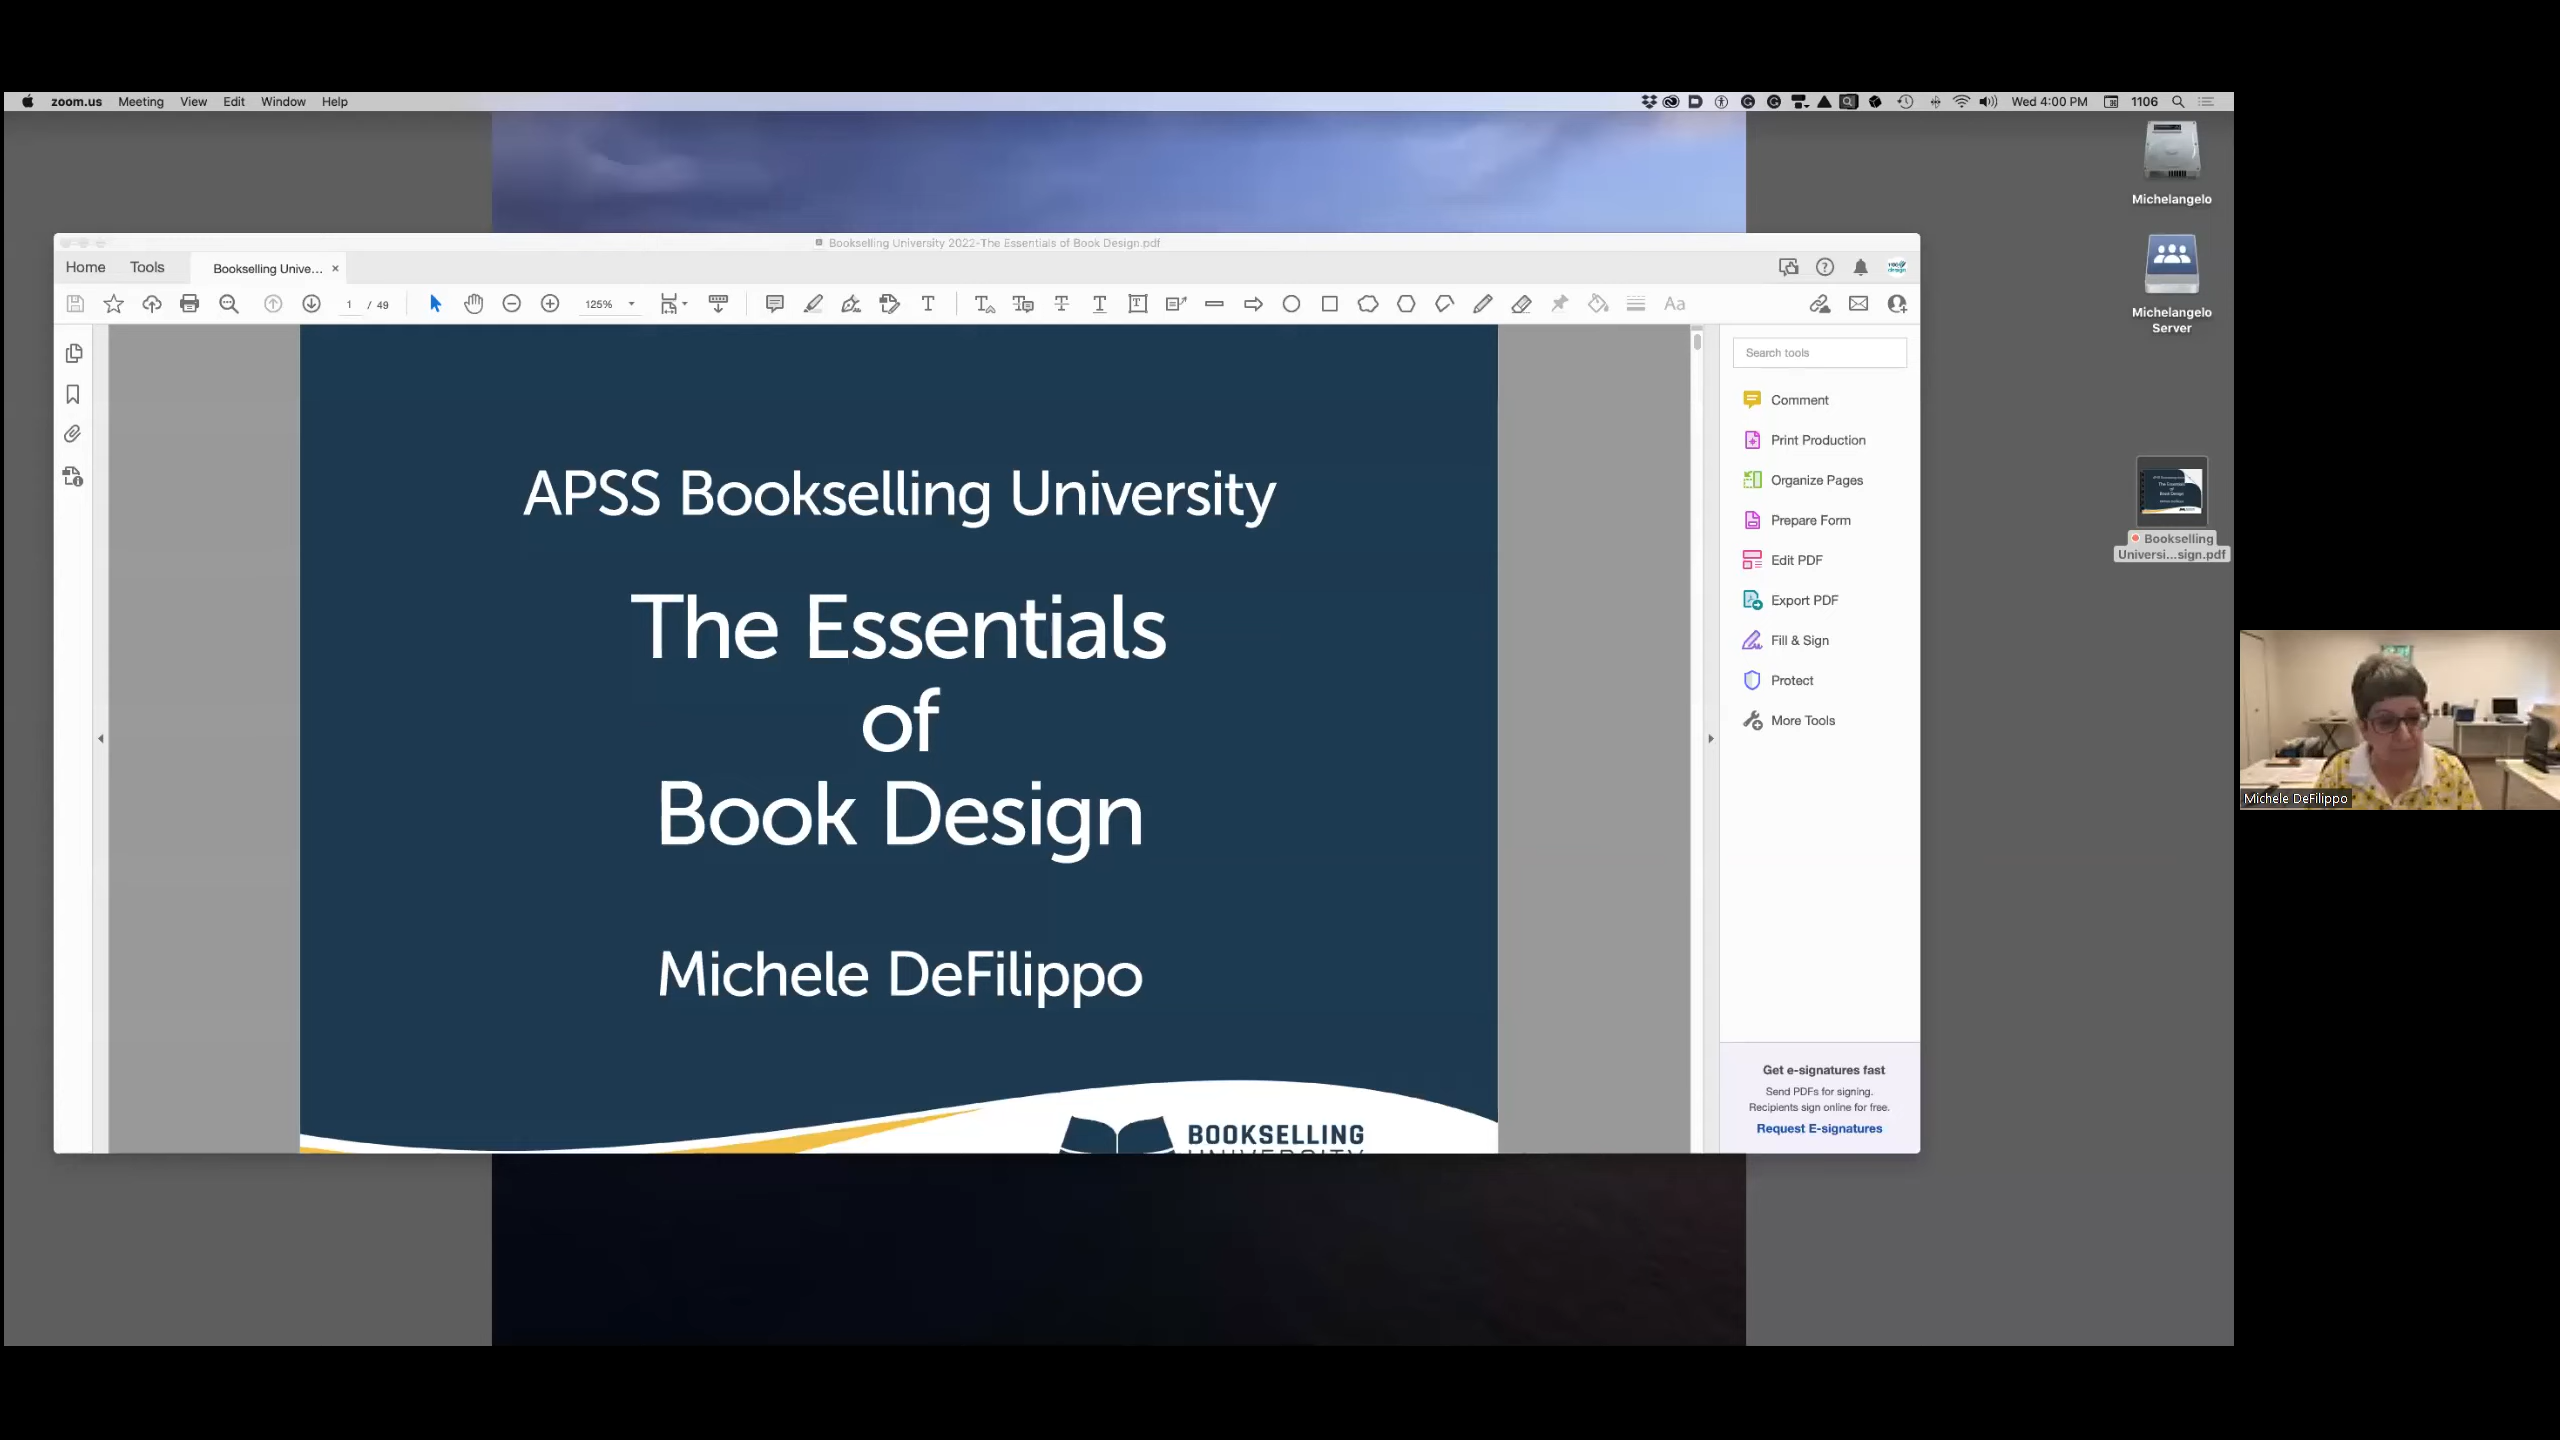 zoom.us Meeting View Edit Window Help
Wed 4:00 PM 1106
Michelangelo
Michelangelo
Server
Bookselling University 2022-The Essentials of Book Design.pdf
Home Tools Bookselling Unive... ×
1 / 49 125% Aa
Search tools
Comment
Print Production
Organize Pages
Prepare Form
Edit PDF
Export PDF
Fill & Sign
Protect
More Tools
Get e-signatures fast
Send PDFs for signing.
Recipients sign online for free.
Request E-signatures
APSS Bookselling University
The Essentials
of
Book Design
Michele DeFilippo
BOOKSELLING
UNIVERSITY
Bookselling
Universi...sign.pdf
Michele DeFilippo